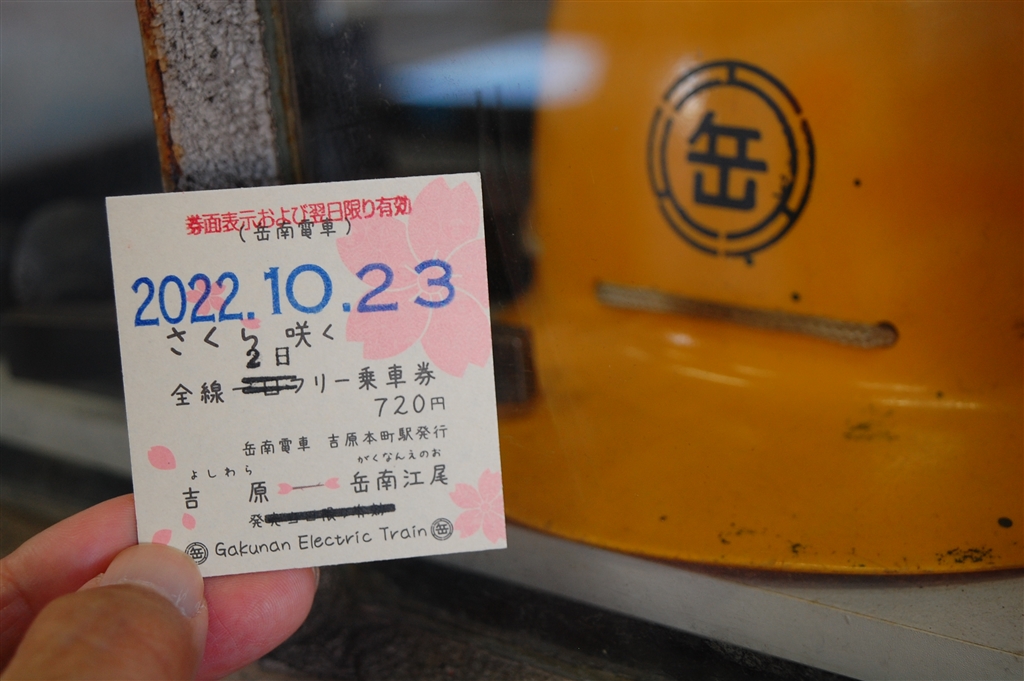 券面表示および翌日限り有効
(岳南電車)
2022.10.23
さくら咲く
2日
全線 フリー乗車券
720円
岳南電車 吉原本町駅発行
よしわら がくなんえのお
吉原 岳南江尾
岳 Gakunan Electric Train 岳
岳